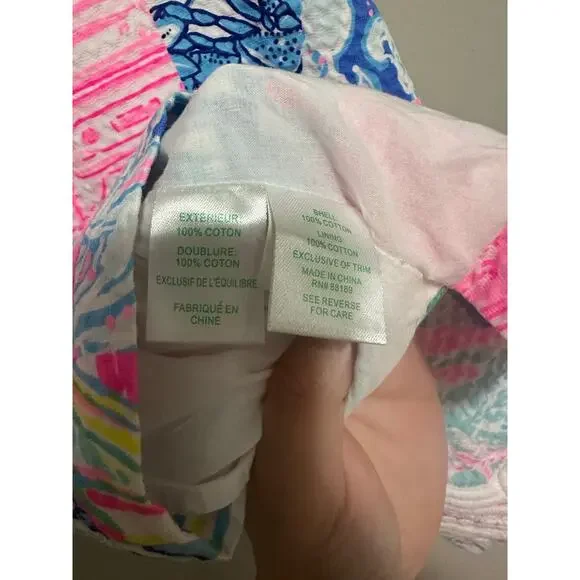 EXTÉRIEUR:
100% COTON
DOUBLURE:
100% COTON
EXCLUSIF DE L'ÉQUILIBRE
FABRIQUÉ EN
CHINE
SHELL:
100% COTTON
LINING:
100% COTTON
EXCLUSIVE OF TRIM
MADE IN CHINA
RN# 88189
SEE REVERSE
FOR CARE